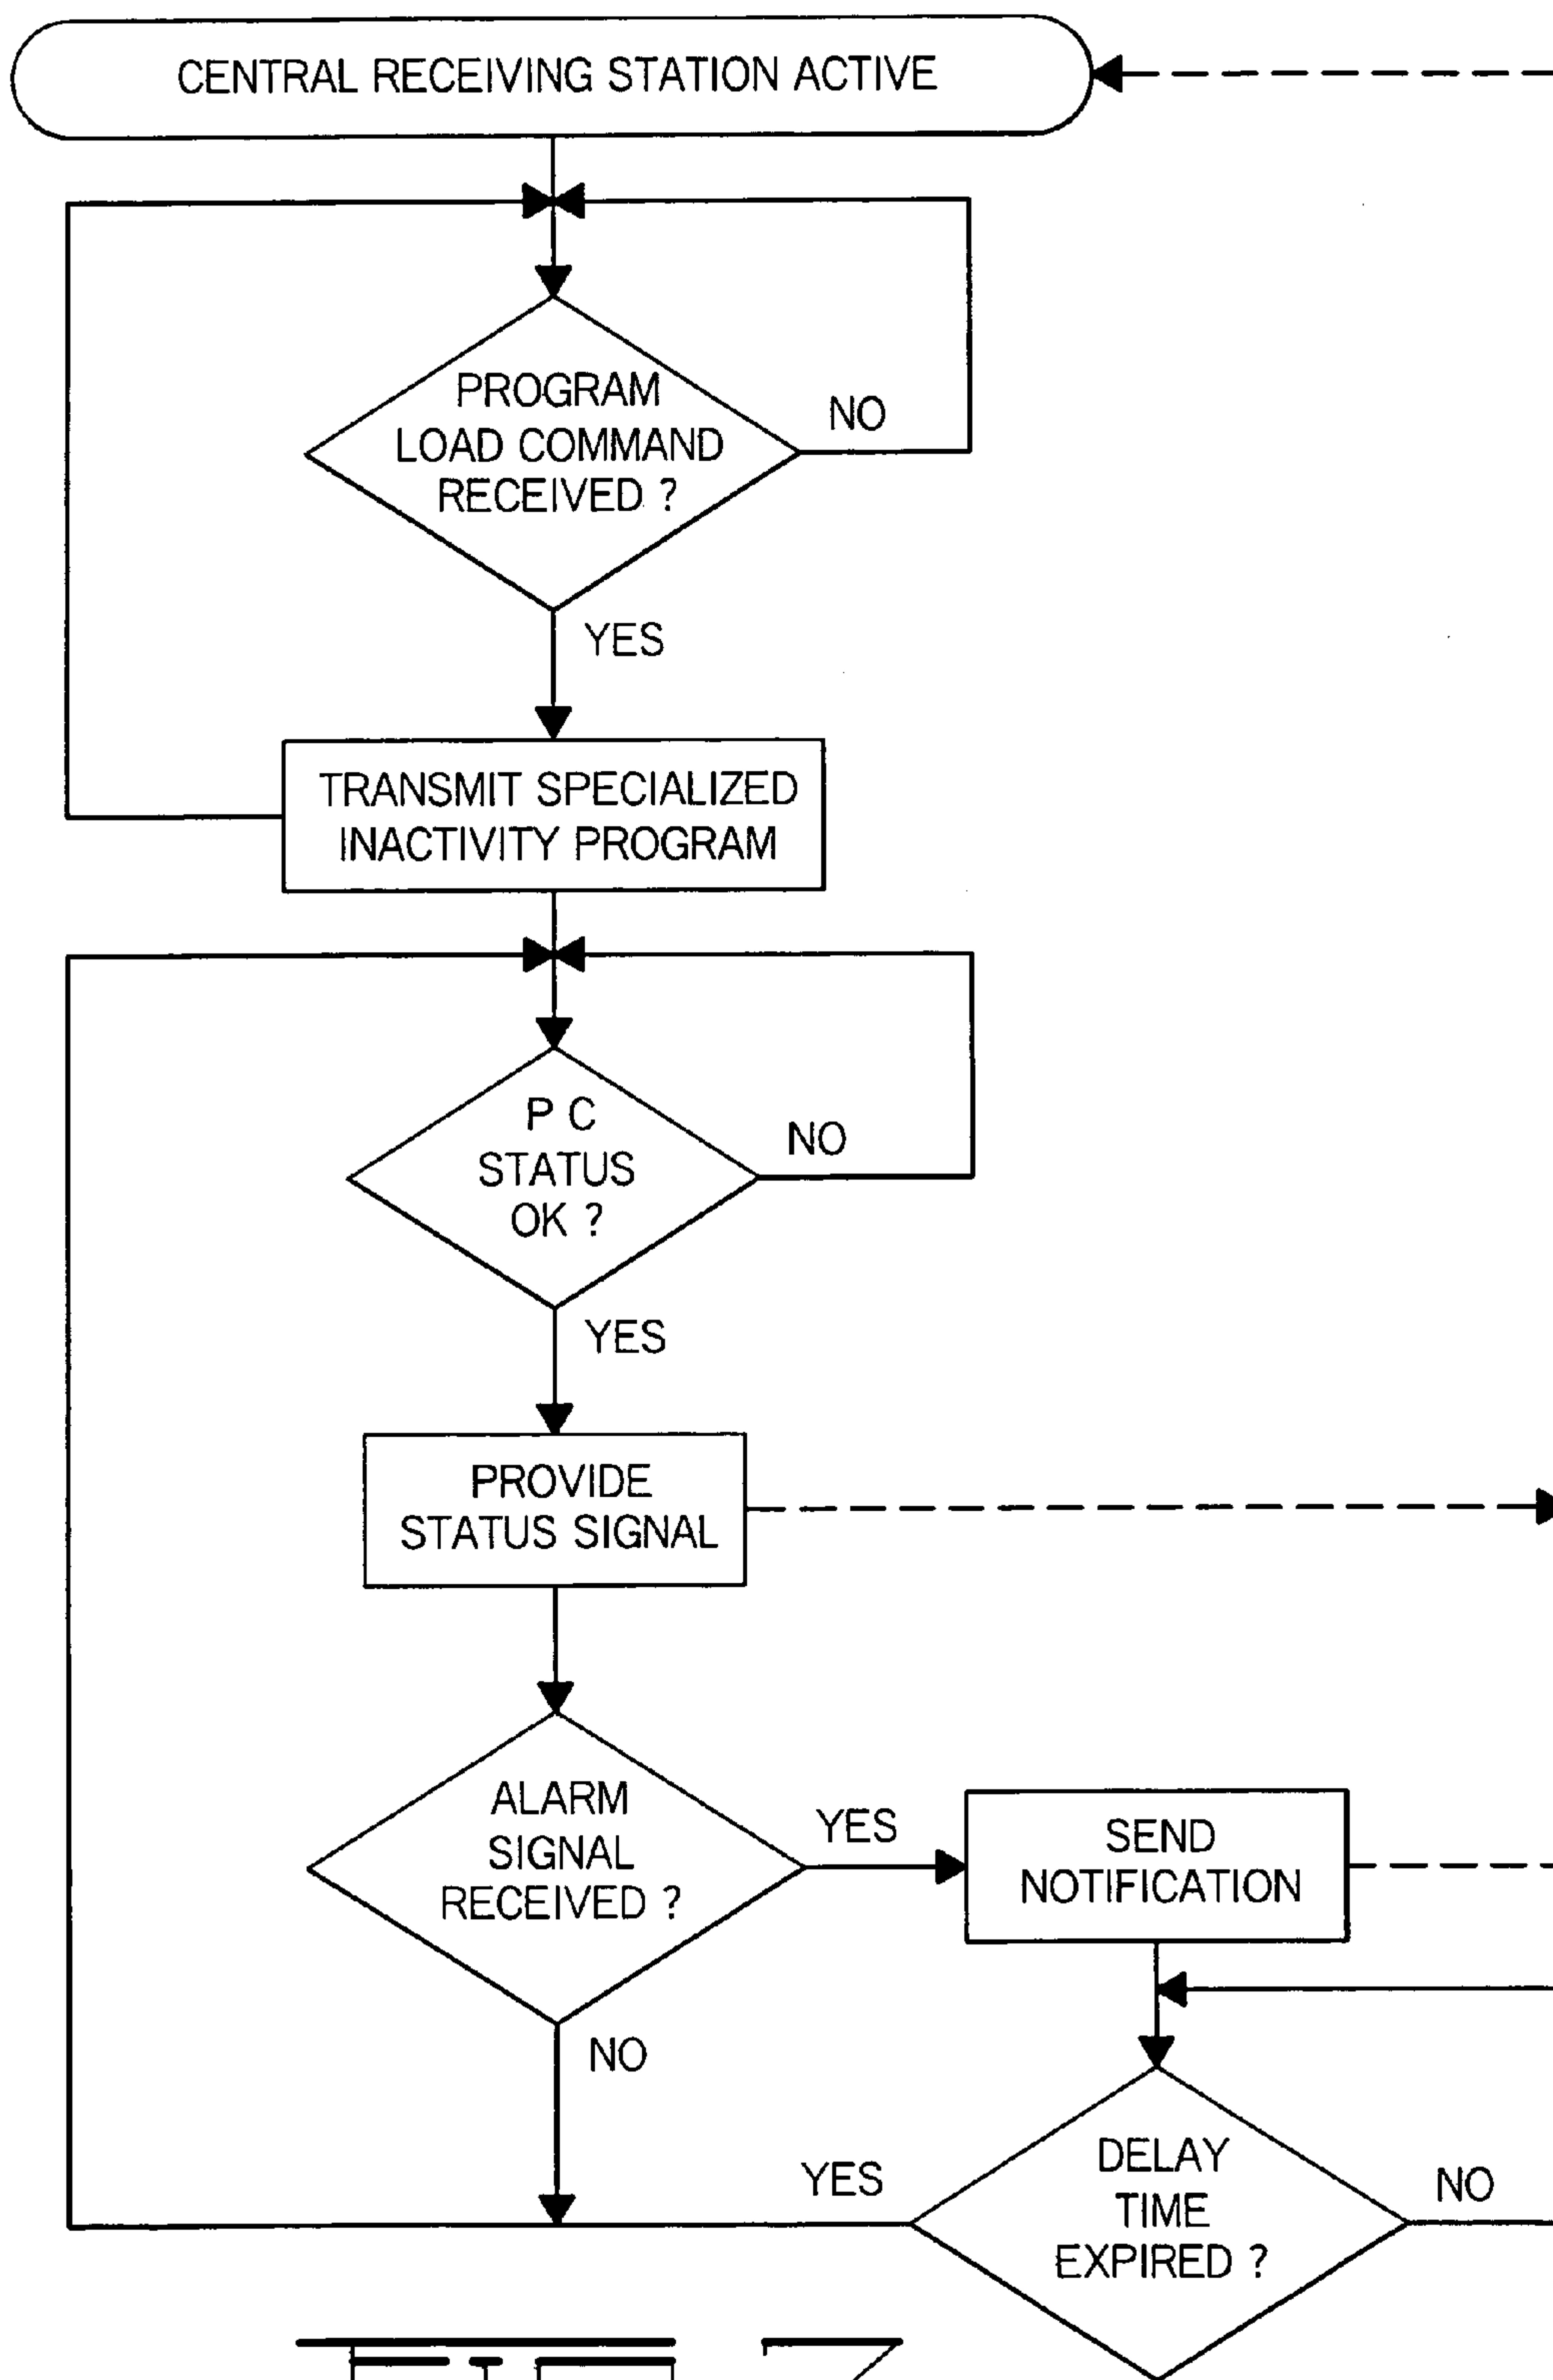 CENTRAL RECEIVING STATION ACTIVE
PROGRAM
LOAD COMMAND
RECEIVED ?
NO
YES
TRANSMIT SPECIALIZED
INACTIVITY PROGRAM
P C
STATUS
OK ?
NO
YES
PROVIDE
STATUS SIGNAL
ALARM
SIGNAL
RECEIVED ?
YES
SEND
NOTIFICATION
NO
DELAY
TIME
EXPIRED ?
YES
NO